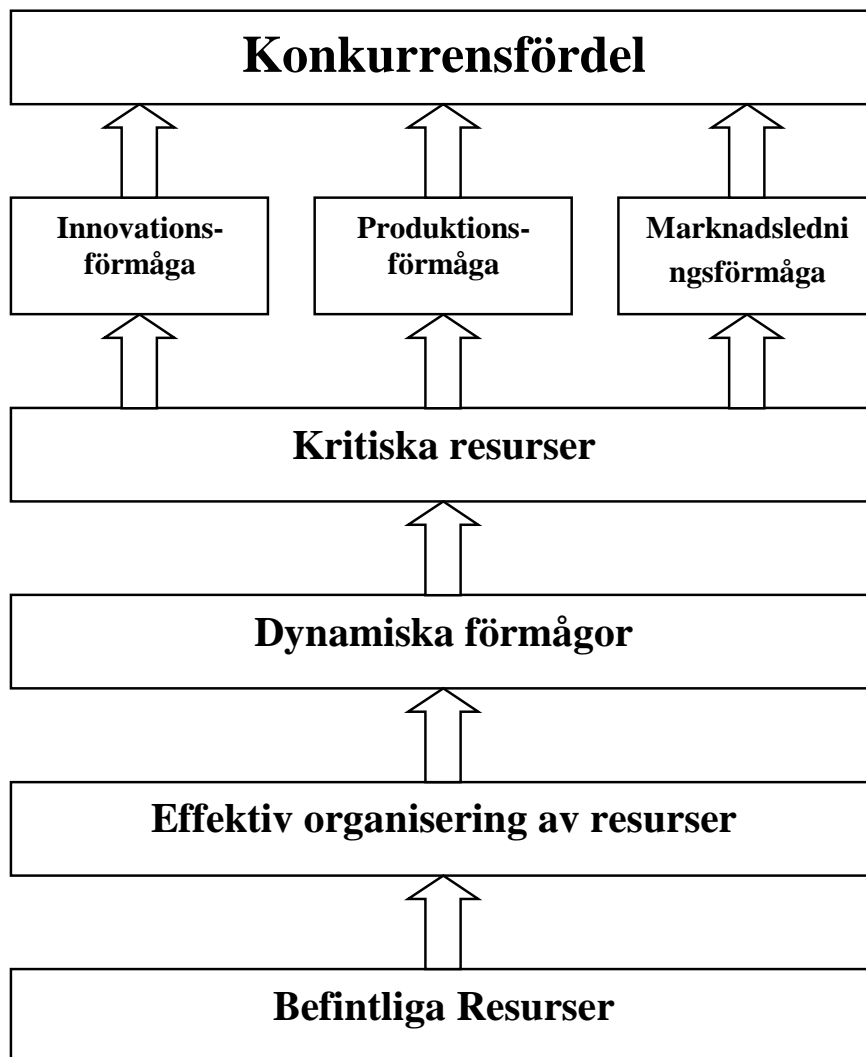 Konkurrensfördel
Innovations-
förmåga
Produktions-
förmåga
Marknadsledni
ngsförmåga
Kritiska resurser
Dynamiska förmågor
Effektiv organisering av resurser
Befintliga Resurser